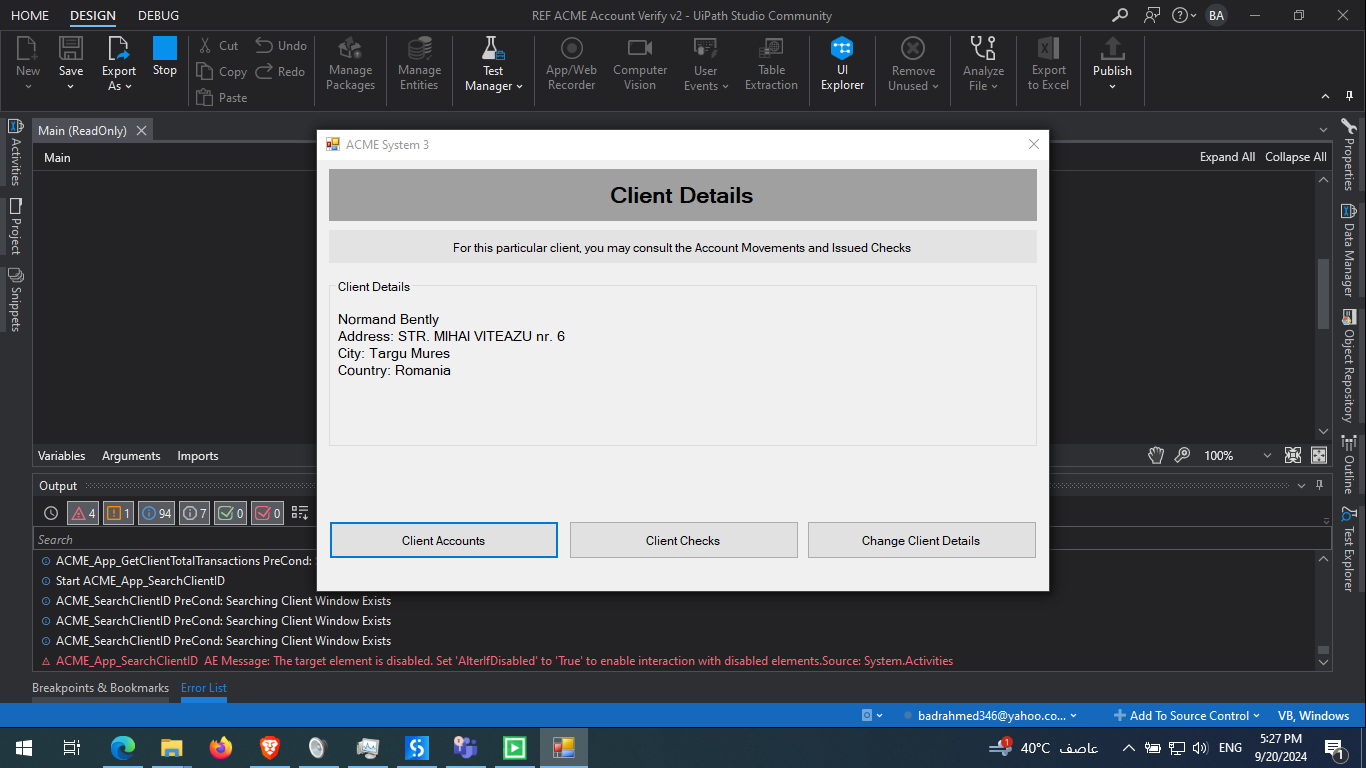 HOME DESIGN DEBUG REF ACME Account Verify v2 - UiPath Studio Community BA
New Save Export As Stop Cut Copy Paste Undo Redo Manage Packages Manage Entities Test Manager App/Web Recorder Computer Vision User Events Table Extraction UI Explorer Remove Unused Analyze File Export to Excel Publish
Main (ReadOnly)
Main Expand All Collapse All
Activities
Project
Snippets
ACME System 3
Client Details
For this particular client, you may consult the Account Movements and Issued Checks
Client Details
Normand Bently
Address: STR. MIHAI VITEAZU nr. 6
City: Targu Mures
Country: Romania
Client Accounts Client Checks Change Client Details
Properties
Data Manager
Object Repository
Outline
Test Explorer
Variables Arguments Imports 100%
Output
4 1 94 7 0 0
Search
ACME_App_GetClientTotalTransactions PreCond:
Start ACME_App_SearchClientID
ACME_SearchClientID PreCond: Searching Client Window Exists
ACME_SearchClientID PreCond: Searching Client Window Exists
ACME_SearchClientID PreCond: Searching Client Window Exists
ACME_App_SearchClientID AE Message: The target element is disabled. Set 'AlterIfDisabled' to 'True' to enable interaction with disabled elements.Source: System.Activities
Breakpoints & Bookmarks Error List
badrahmed346@yahoo.co... Add To Source Control VB, Windows
1 40°C عاصف ENG 5:27 PM
9/20/2024 1